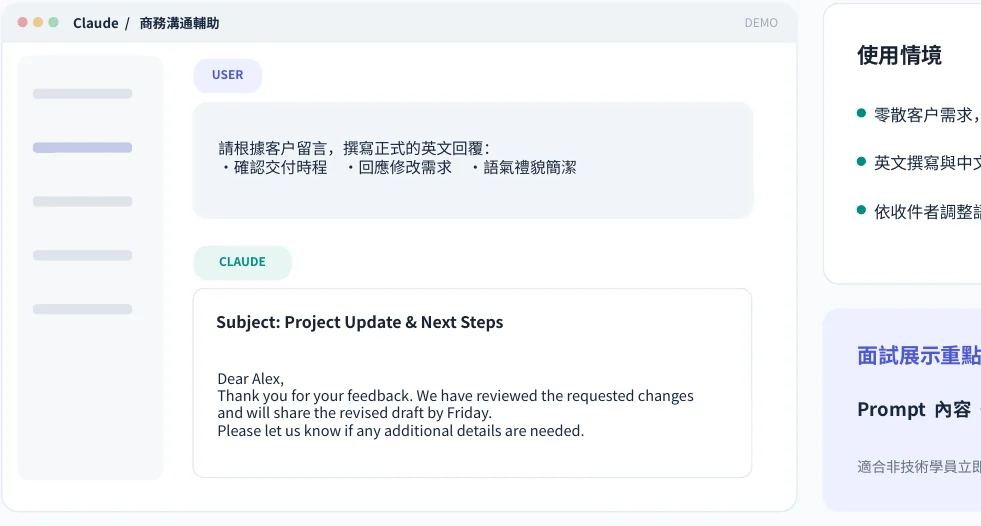 Claude / 商務溝通輔助
DEMO
USER
請根據客戶留言，撰寫正式的英文回覆：
・確認交付時程　・回應修改需求　・語氣禮貌簡潔
CLAUDE
Subject: Project Update & Next Steps
Dear Alex,
Thank you for your feedback. We have reviewed the requested changes
and will share the revised draft by Friday.
Please let us know if any additional details are needed.
使用情境
零散客戶需求，
英文撰寫與中文
依收件者調整
面試展示重點
Prompt 內容
適合非技術學員立即